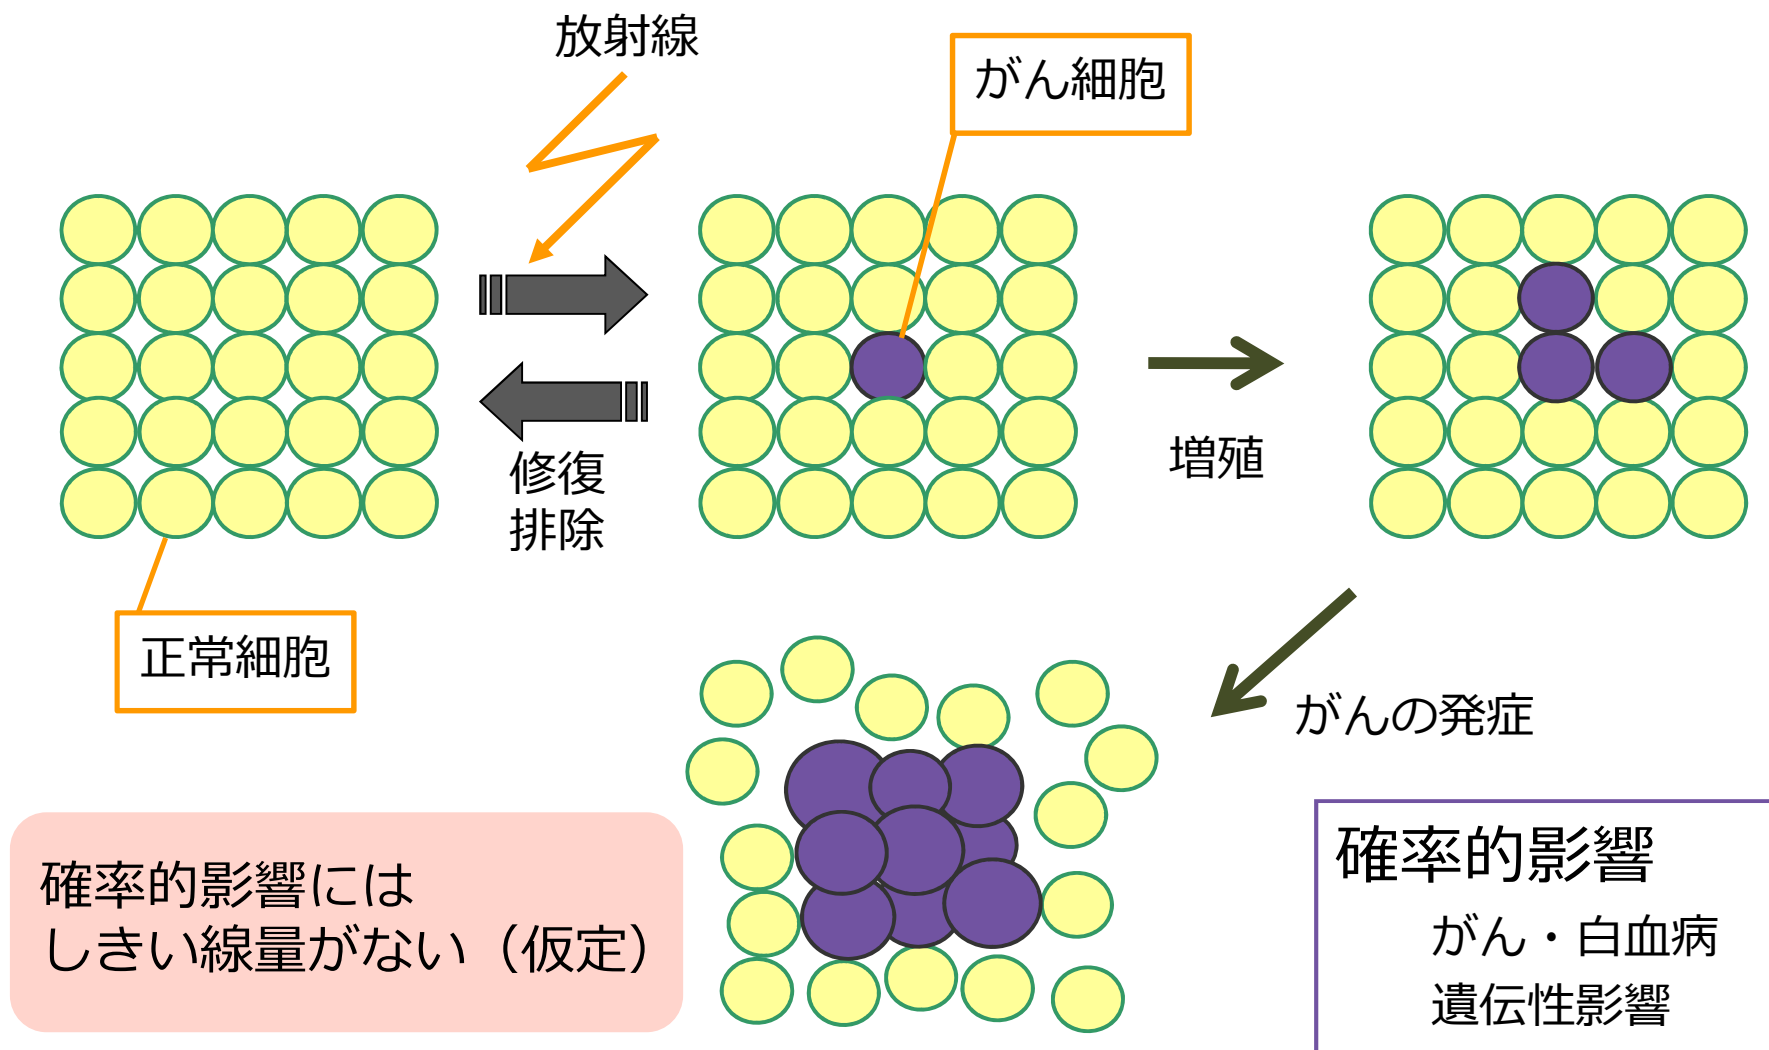 放射線
がん細胞
修復
排除
増殖
正常細胞
がんの発症
確率的影響には
しきい線量がない（仮定）
確率的影響
がん・白血病
遺伝性影響